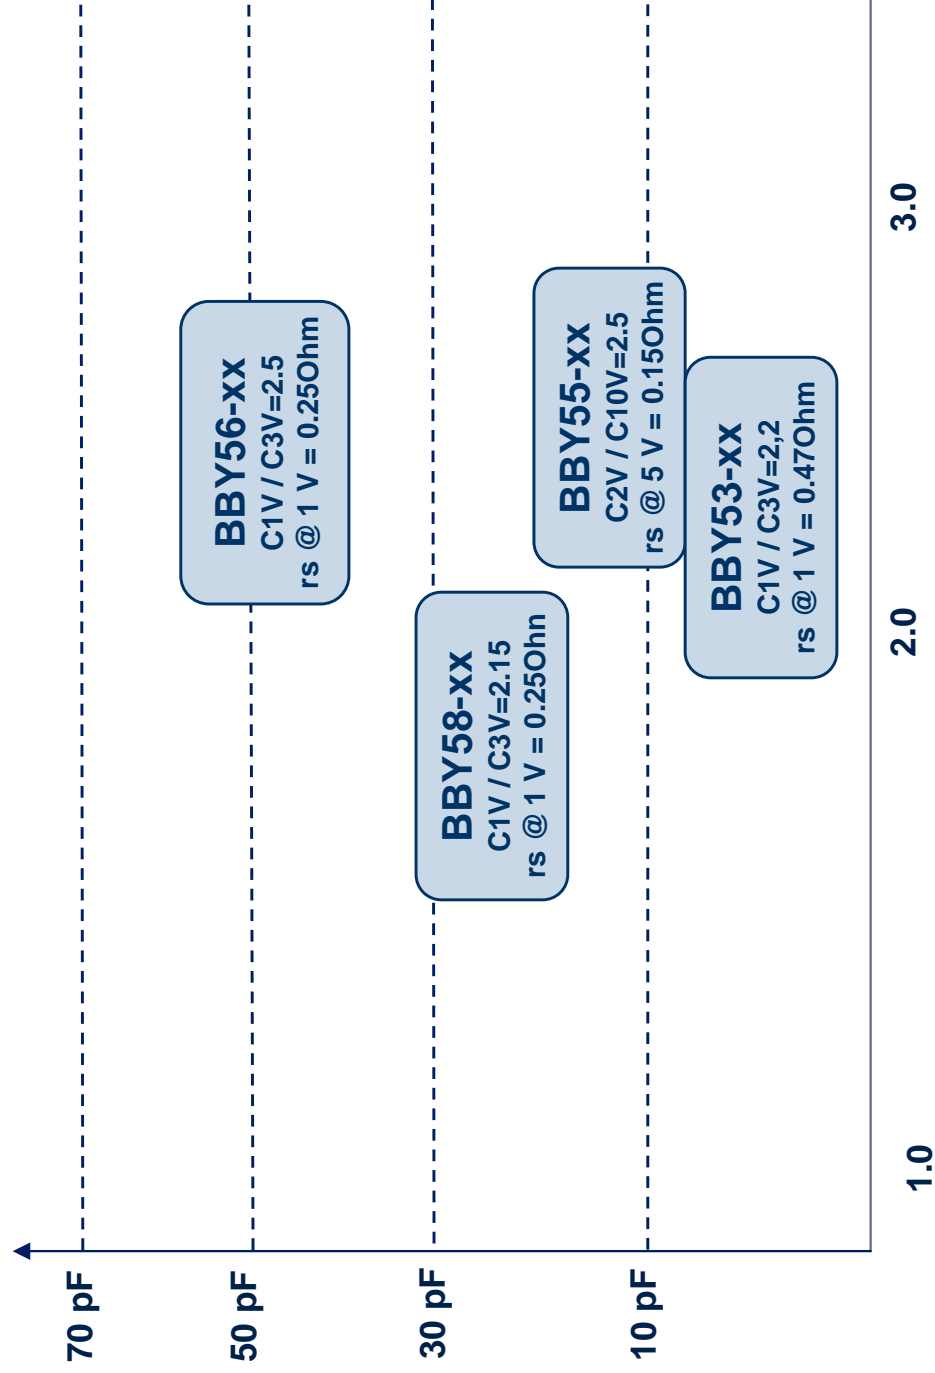 70 pF
50 pF
BBY56-xx
C1V / C3V=2.5
rs @ 1 V = 0.25Ohm
30 pF
BBY58-xx
C1V / C3V=2.15
rs @ 1 V = 0.25Ohn
BBY55-xx
C2V / C10V=2.5
rs @ 5 V = 0.15Ohm
10 pF
BBY53-xx
C1V / C3V=2,2
rs @ 1 V = 0.47Ohm
1.0
2.0
3.0